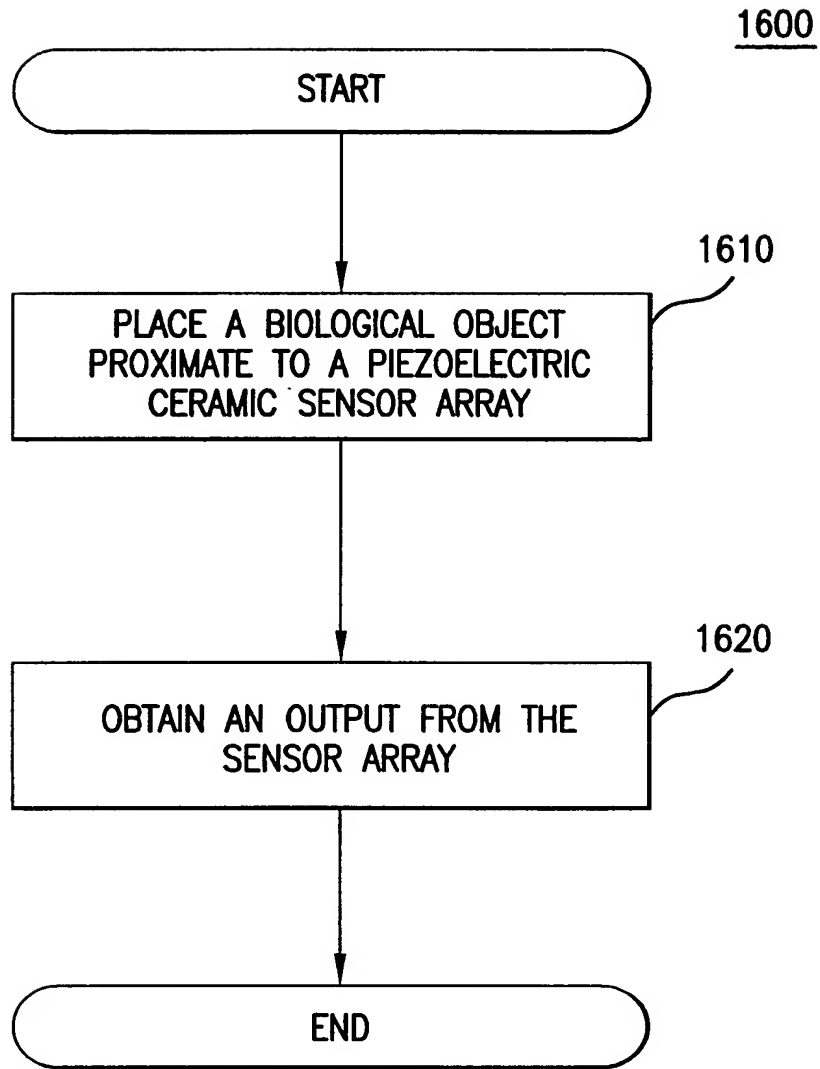 1600
START
1610
PLACE A BIOLOGICAL OBJECT
PROXIMATE TO A PIEZOELECTRIC
CERAMIC SENSOR ARRAY
1620
OBTAIN AN OUTPUT FROM THE
SENSOR ARRAY
END